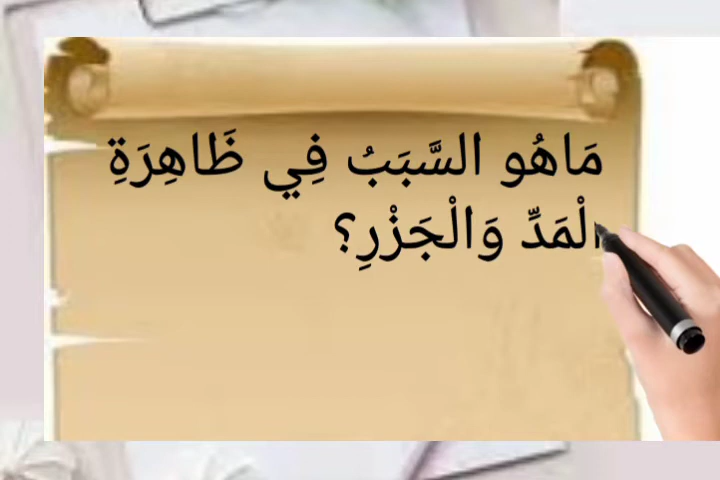 مَاهُو السَّبَبُ فِي ظَاهِرَةِ
الْمَدِّ وَالْجَزْرِ؟